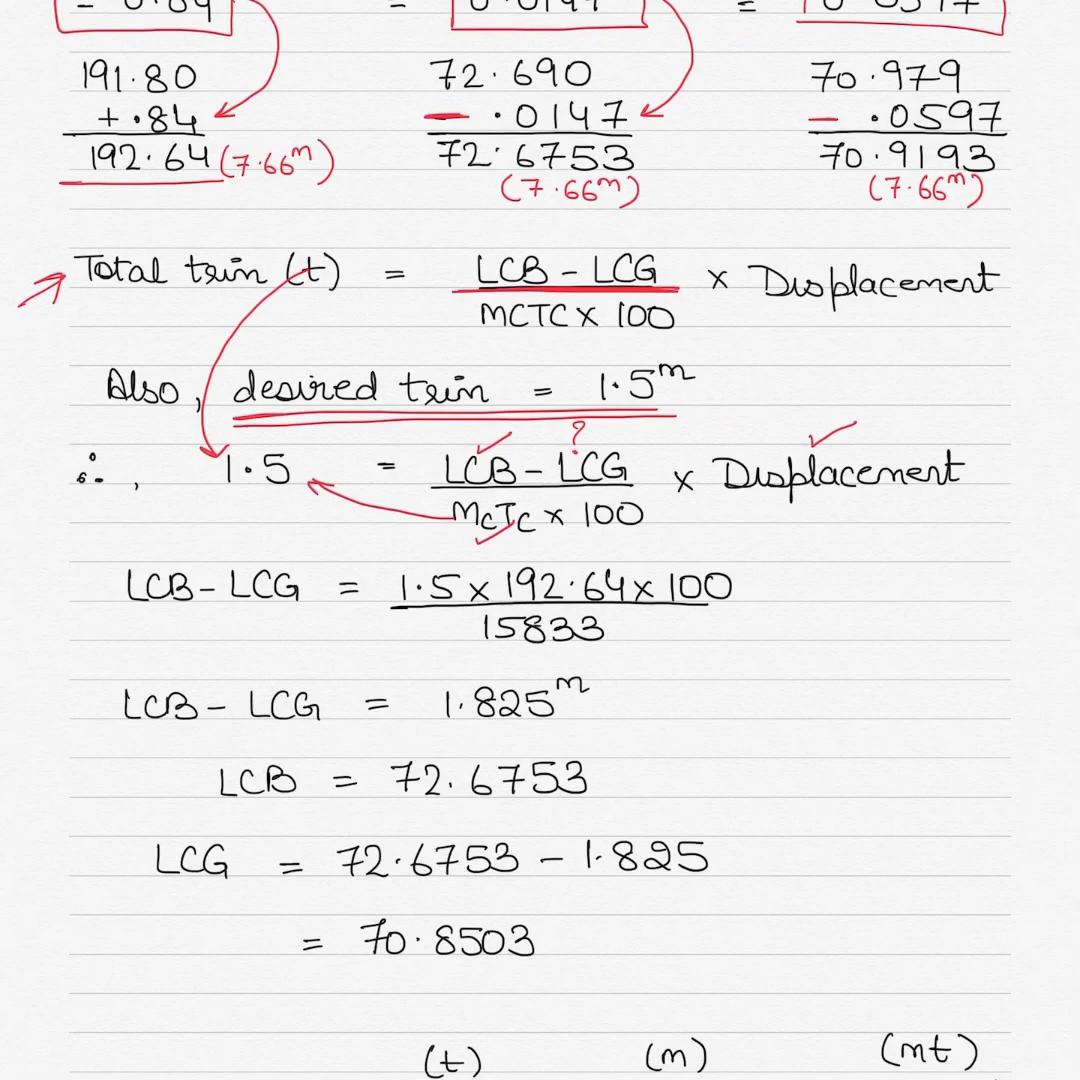 191.80 72.690 70.979
+ .84 - .0147 - .0597
192.64 (7.66m) 72.6753 70.9193
(7.66m) (7.66m)
Total trim (t) = LCB - LCG × Displacement
MCTC × 100
Also, desired trim = 1.5m
?
∴, 1.5 = LCB - LCG × Displacement
MCTC × 100
LCB - LCG = 1.5 × 192.64 × 100
15833
LCB - LCG = 1.825m
LCB = 72.6753
LCG = 72.6753 - 1.825
= 70.8503
(t) (m) (mt)